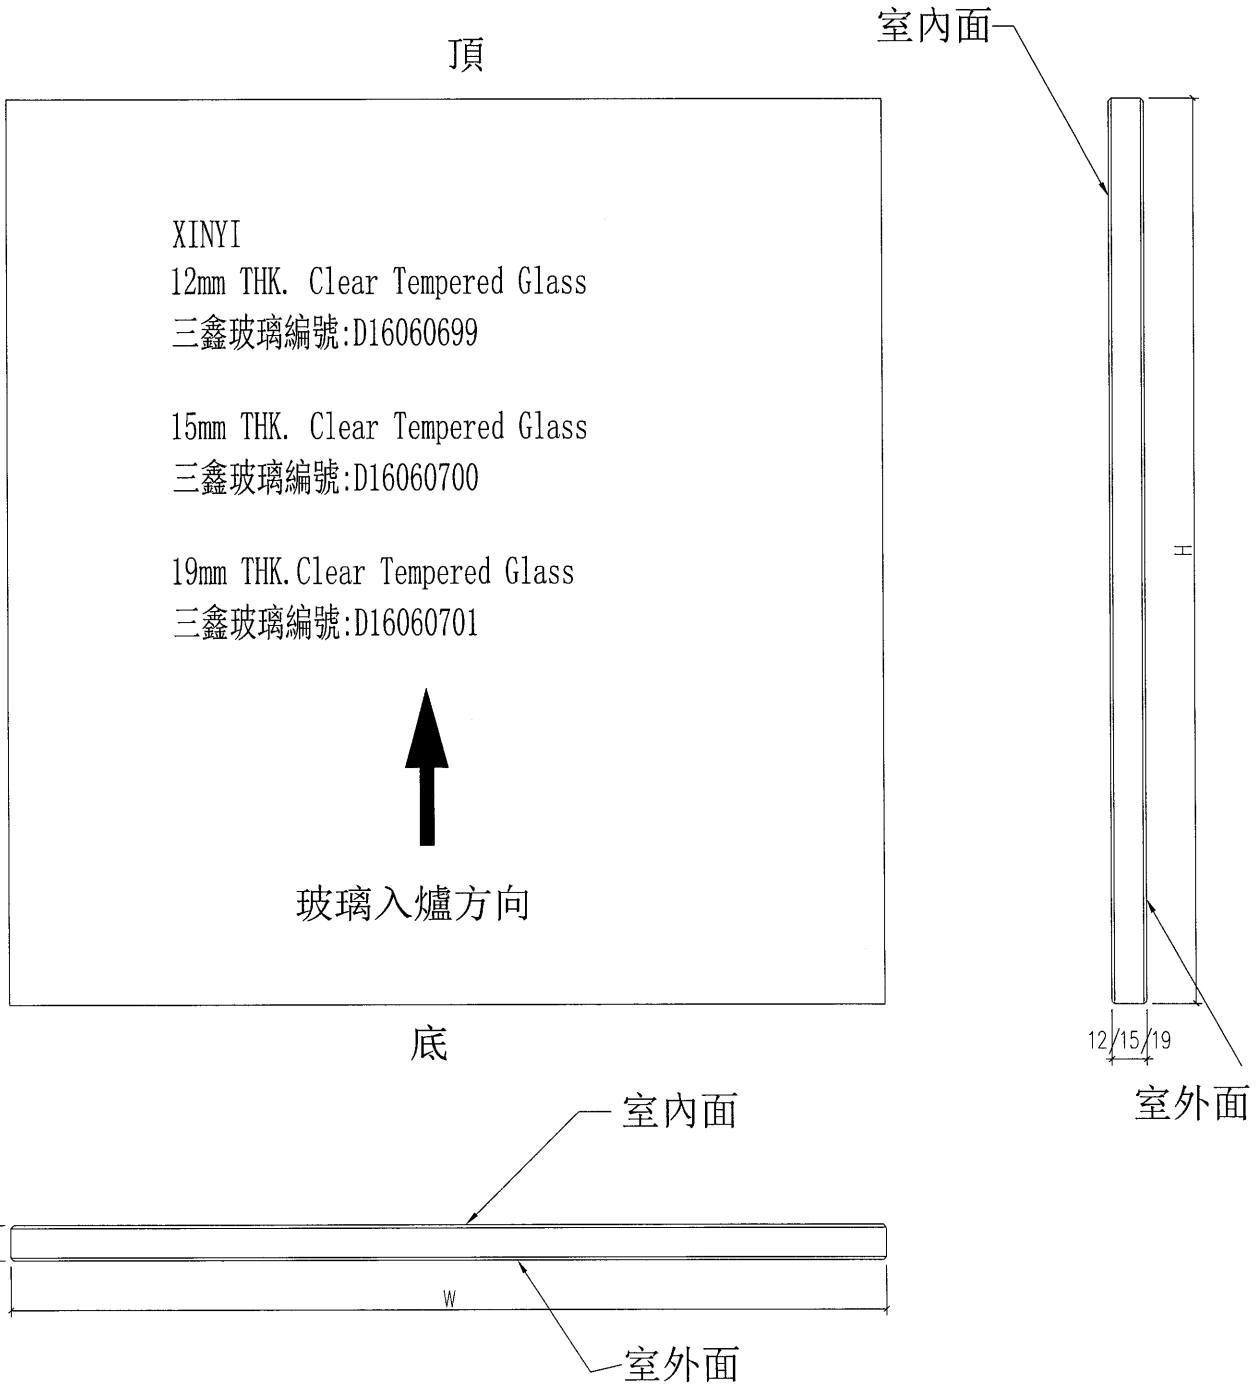 室內面
頂
XINYI
12mm THK. Clear Tempered Glass
三鑫玻璃編號:D16060699
15mm THK. Clear Tempered Glass
三鑫玻璃編號:D16060700
19mm THK.Clear Tempered Glass
三鑫玻璃編號:D16060701
H
玻璃入爐方向
底
12/15/19
室外面
室內面
W
室外面